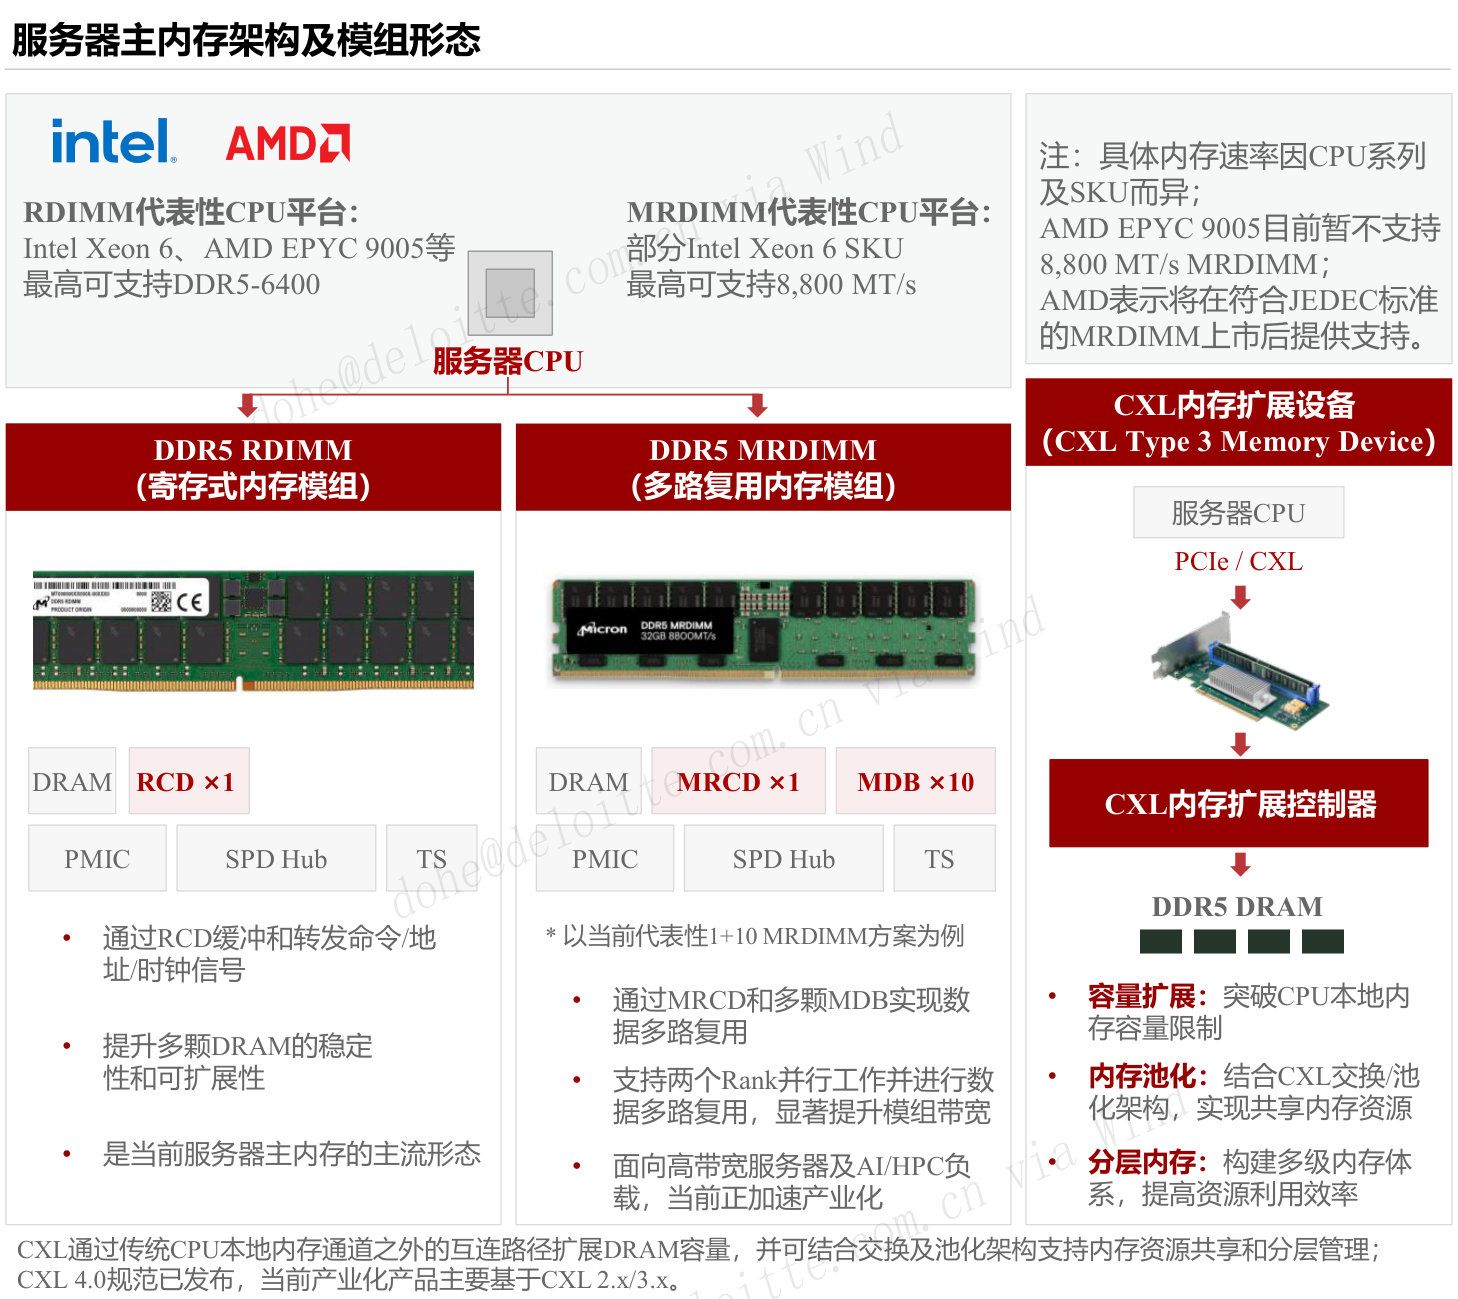 服务器主内存架构及模组形态
intel AMD
RDIMM代表性CPU平台：
Intel Xeon 6、AMD EPYC 9005等
最高可支持DDR5-6400
MRDIMM代表性CPU平台：
部分Intel Xeon 6 SKU
最高可支持8,800 MT/s
服务器CPU
注：具体内存速率因CPU系列
及SKU而异；
AMD EPYC 9005目前暂不支持
8,800 MT/s MRDIMM；
AMD表示将在符合JEDEC标准
的MRDIMM上市后提供支持。
DDR5 RDIMM
（寄存式内存模组）
DDR5-RDIMM
PRODUCT ORIGIN
CE
DRAM
RCD ×1
PMIC
SPD Hub
TS
• 通过RCD缓冲和转发命令/地
址/时钟信号
• 提升多颗DRAM的稳定
性和可扩展性
• 是当前服务器主内存的主流形态
DDR5 MRDIMM
（多路复用内存模组）
Micron
DDR5 MRDIMM
32GB 8800MT/s
DRAM
MRCD ×1
MDB ×10
PMIC
SPD Hub
TS
* 以当前代表性1+10 MRDIMM方案为例
• 通过MRCD和多颗MDB实现数
据多路复用
• 支持两个Rank并行工作并进行数
据多路复用，显著提升模组带宽
• 面向高带宽服务器及AI/HPC负
载，当前正加速产业化
CXL内存扩展设备
（CXL Type 3 Memory Device）
服务器CPU
PCIe / CXL
CXL内存扩展控制器
DDR5 DRAM
• 容量扩展：突破CPU本地内
存容量限制
• 内存池化：结合CXL交换/池
化架构，实现共享内存资源
• 分层内存：构建多级内存体
系，提高资源利用效率
CXL通过传统CPU本地内存通道之外的互连路径扩展DRAM容量，并可结合交换及池化架构支持内存资源共享和分层管理；
CXL 4.0规范已发布，当前产业化产品主要基于CXL 2.x/3.x。
dohe@deloitte.com.cn via Wind
dohe@deloitte.com.cn via Wind
oitte.com.cn via Wind